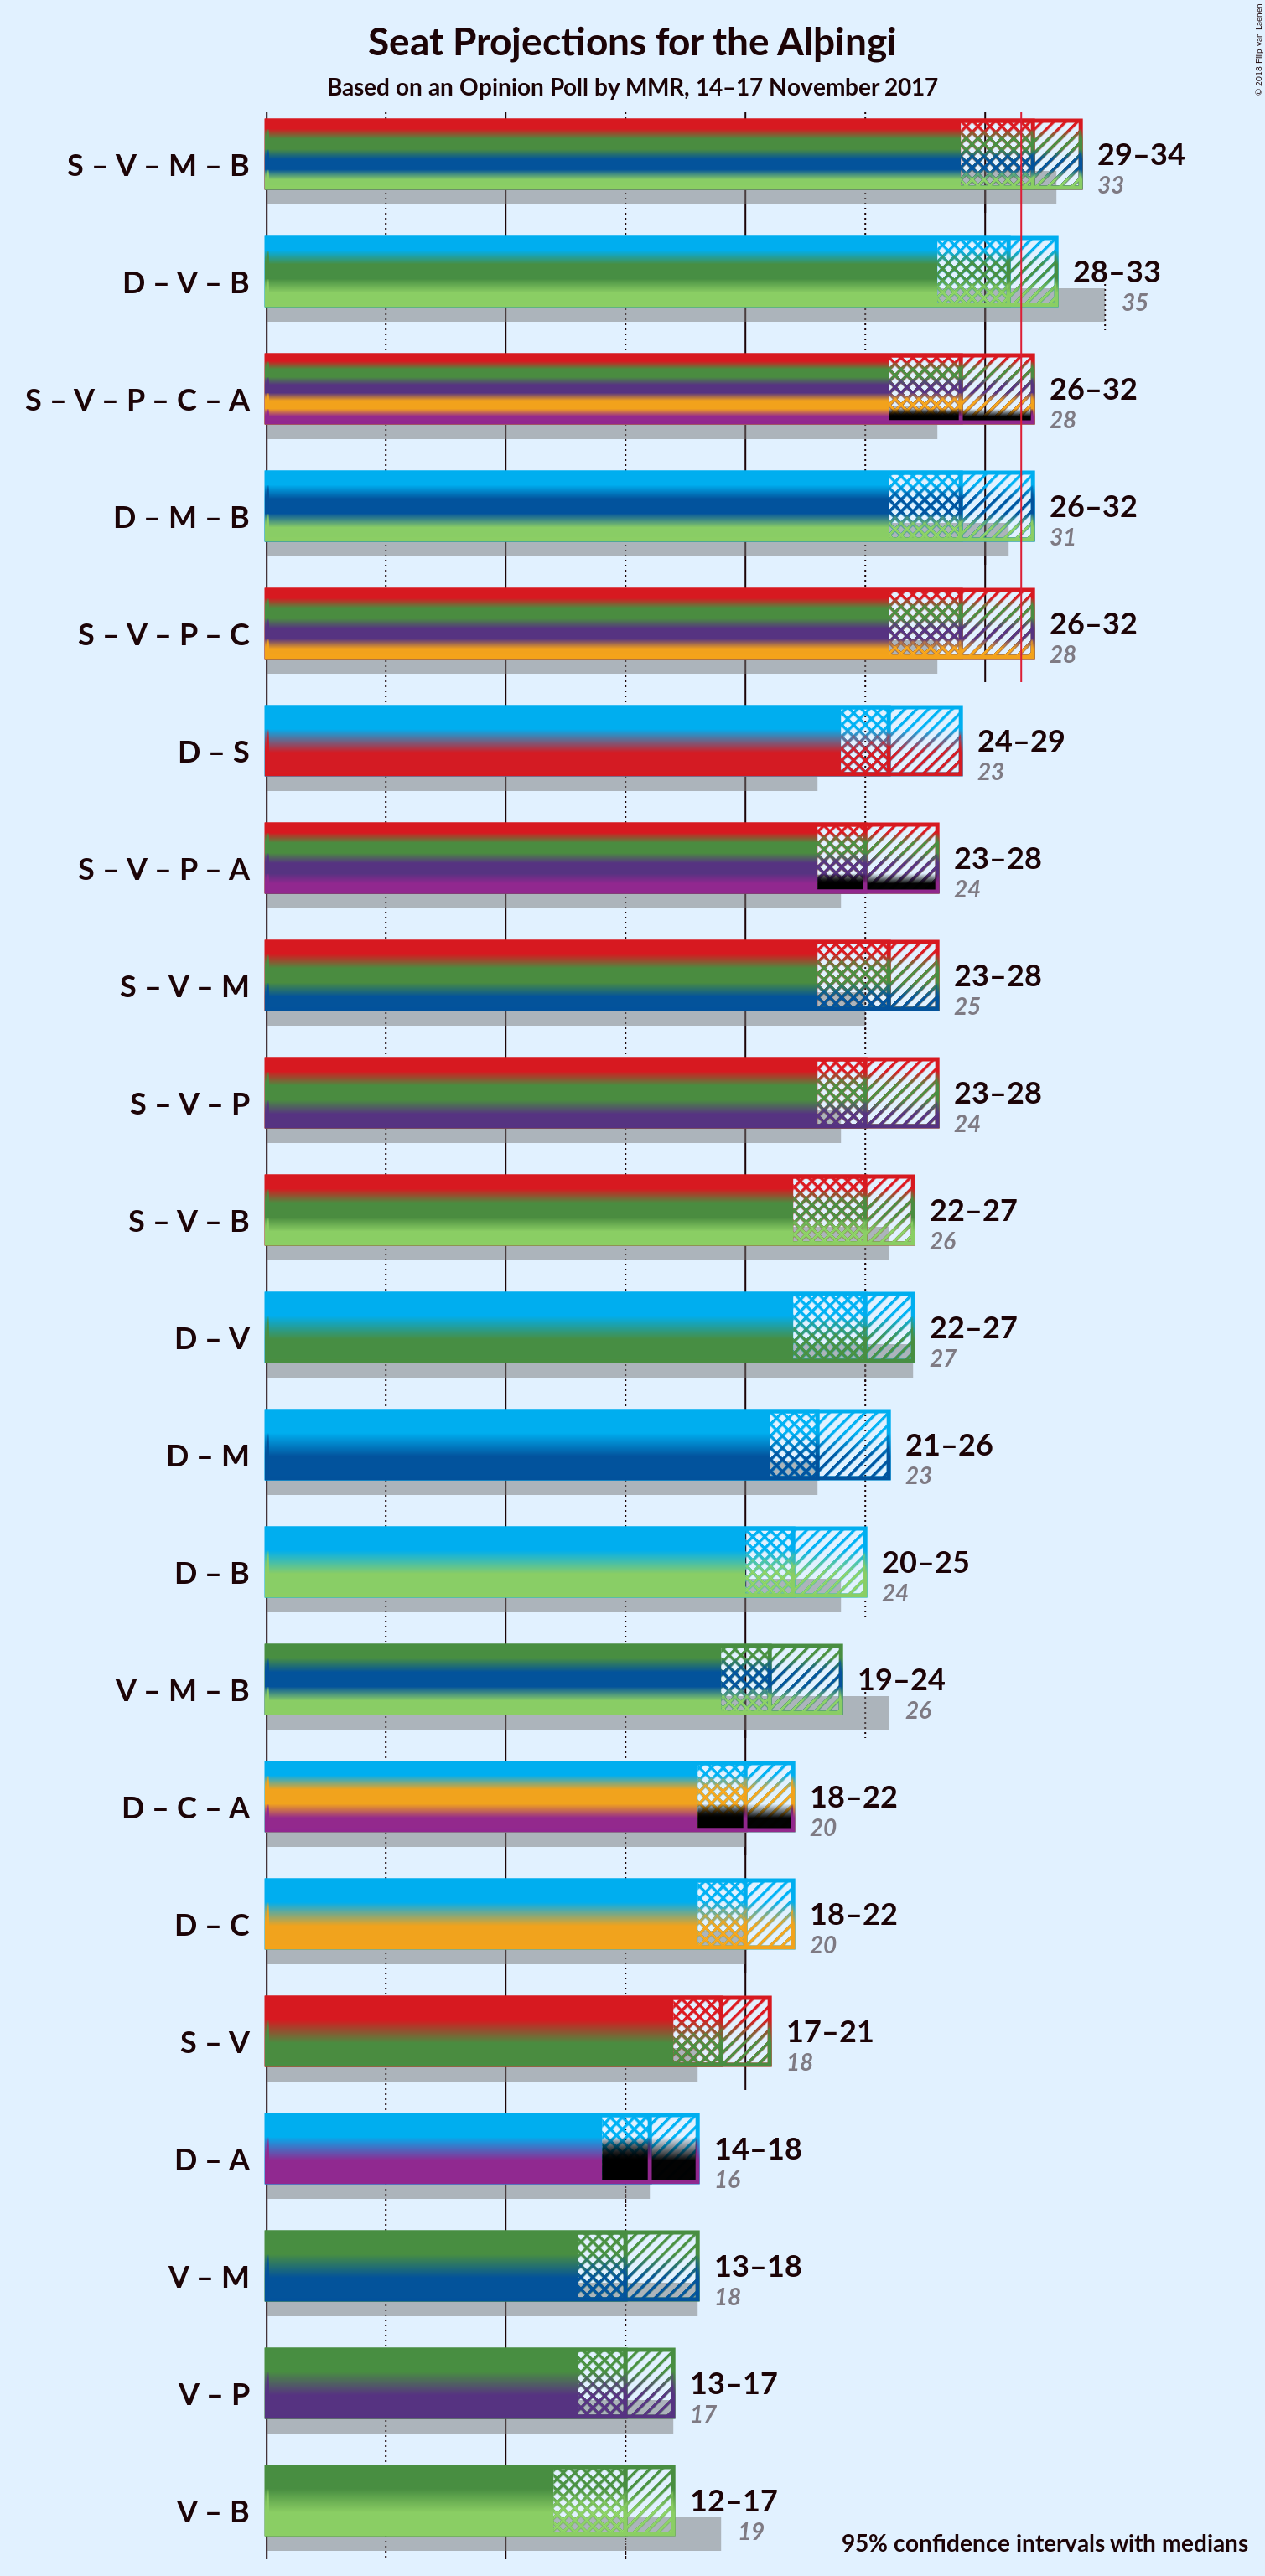 Seat Projections for the Alþingi
Based on an Opinion Poll by MMR, 14–17 November 2017
© 2018 Filip van Laenen
S – V – M – B
29–34
33
D – V – B
28–33
35
S – V – P – C – A
26–32
28
D – M – B
26–32
31
S – V – P – C
26–32
28
D – S
24–29
23
S – V – P – A
23–28
24
S – V – M
23–28
25
S – V – P
23–28
24
S – V – B
22–27
26
D – V
22–27
27
D – M
21–26
23
D – B
20–25
24
V – M – B
19–24
26
D – C – A
18–22
20
D – C
18–22
20
S – V
17–21
18
D – A
14–18
16
V – M
13–18
18
V – P
13–17
17
V – B
12–17
19
95% confidence intervals with medians